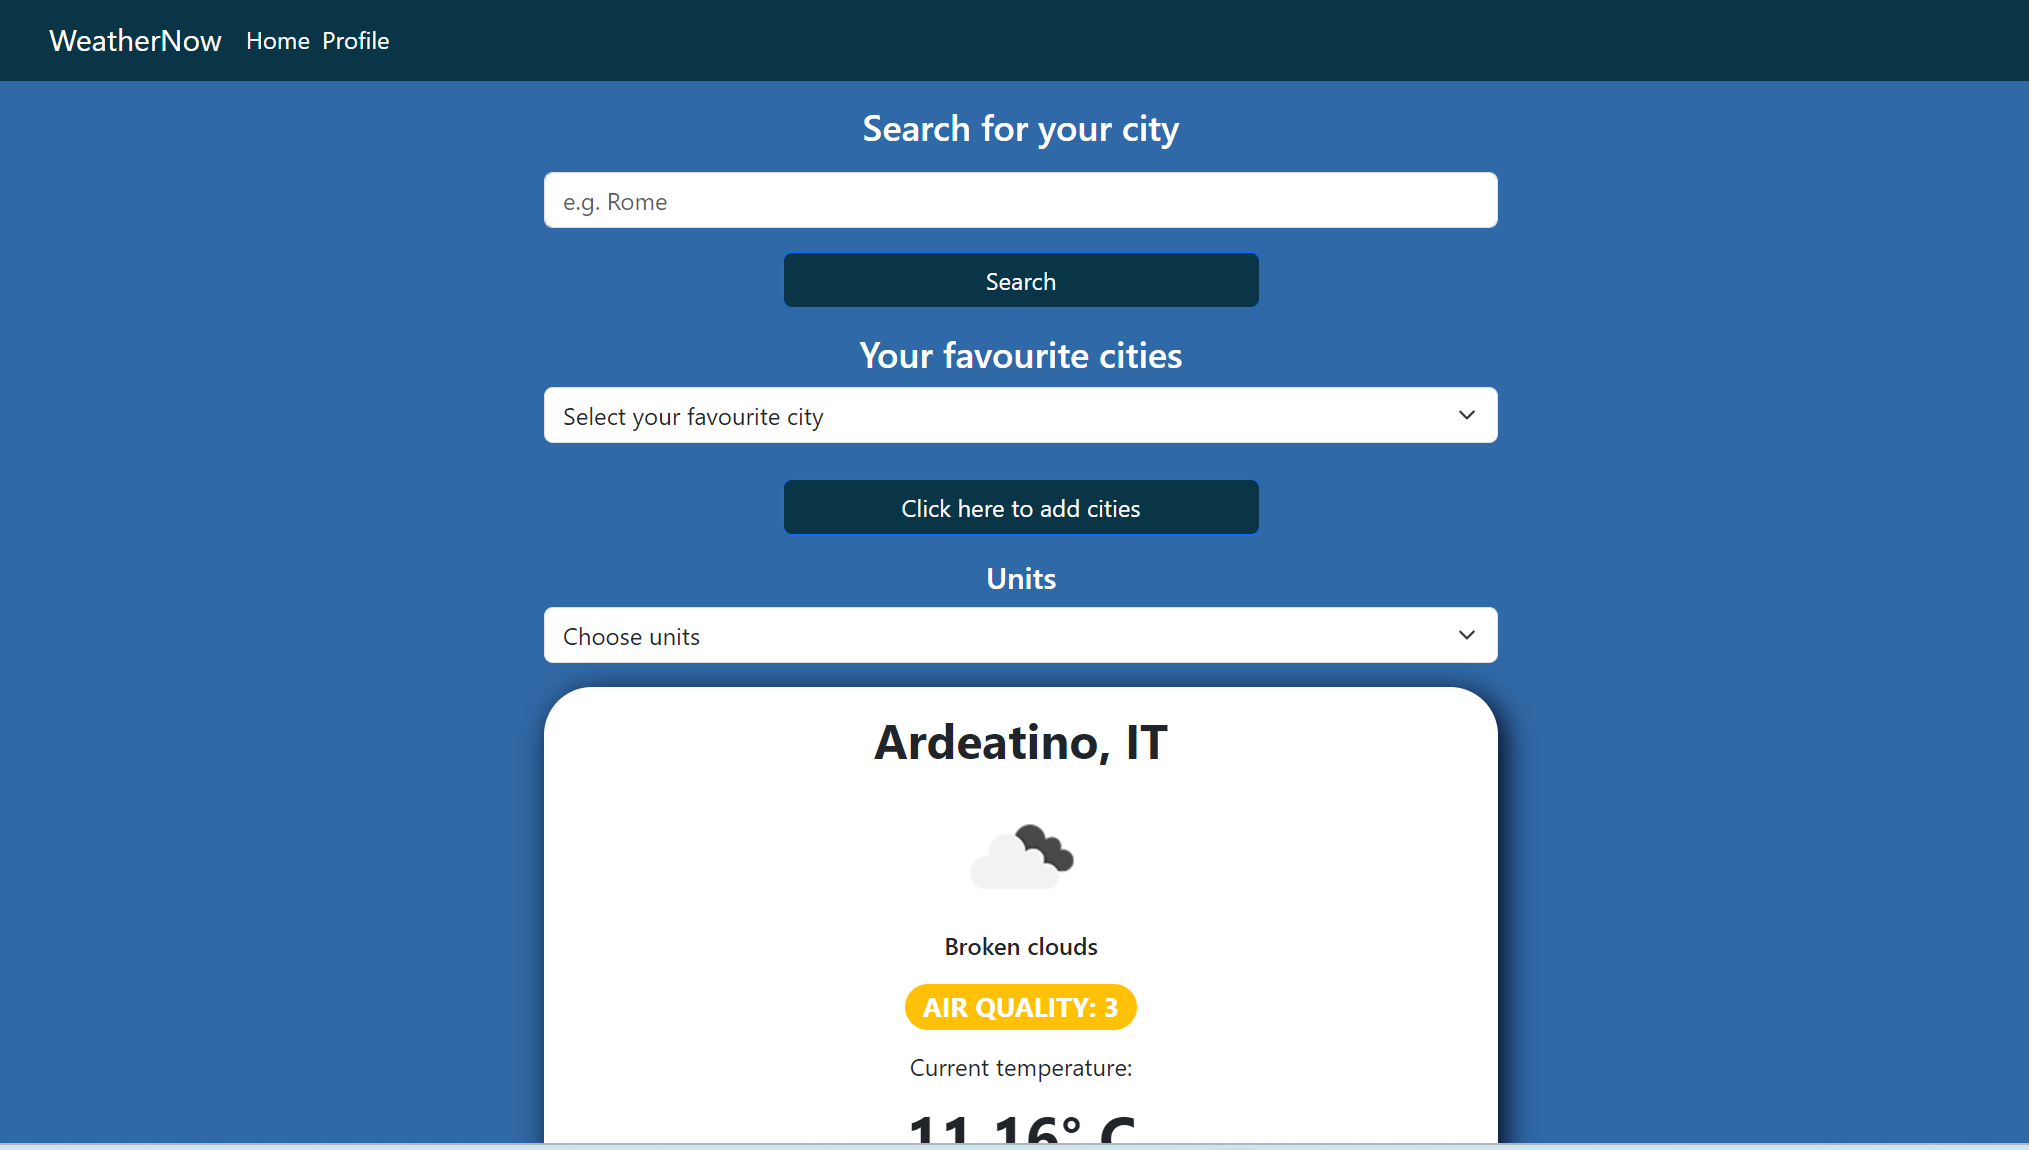 WeatherNow Home Profile
Search for your city
e.g. Rome
Search
Your favourite cities
Select your favourite city
Click here to add cities
Units
Choose units
Ardeatino, IT
Broken clouds
AIR QUALITY: 3
Current temperature:
11.16° C